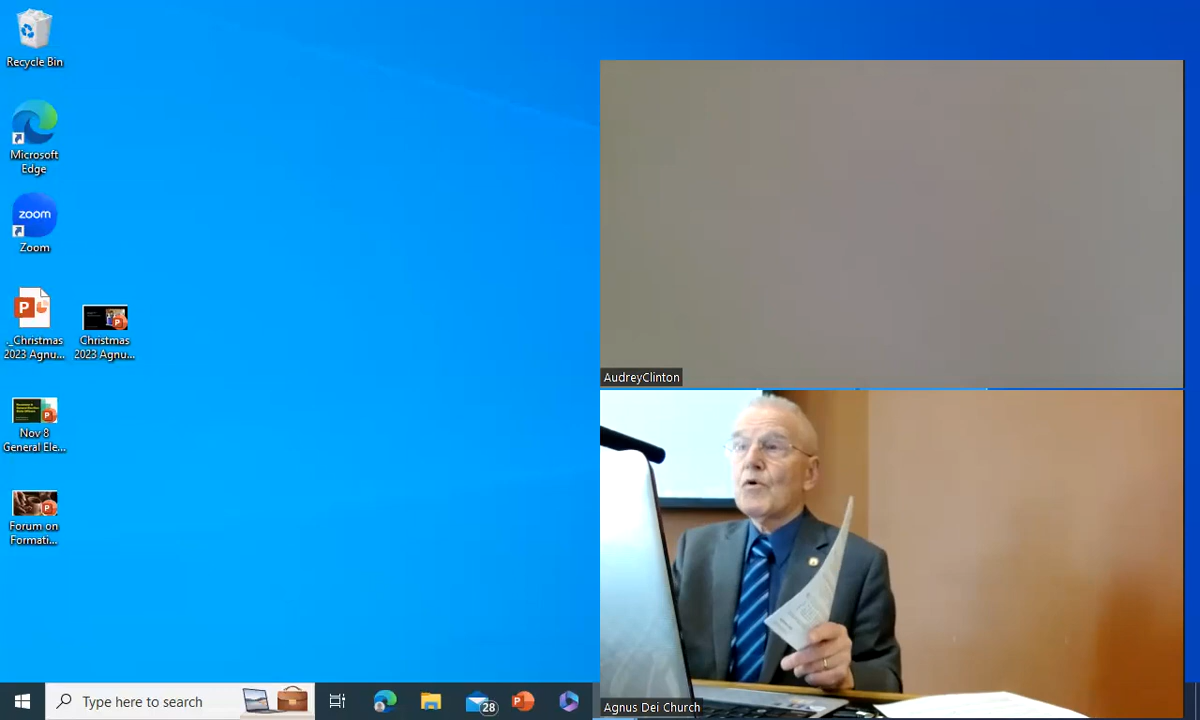 Recycle Bin
Microsoft
Edge
zoom
Zoom
._Christmas
2023 Agnu...
Christmas
2023 Agnu...
Nov 8
General Ele...
Forum on
Formati...
AudreyClinton
Agnus Dei Church
Type here to search
28